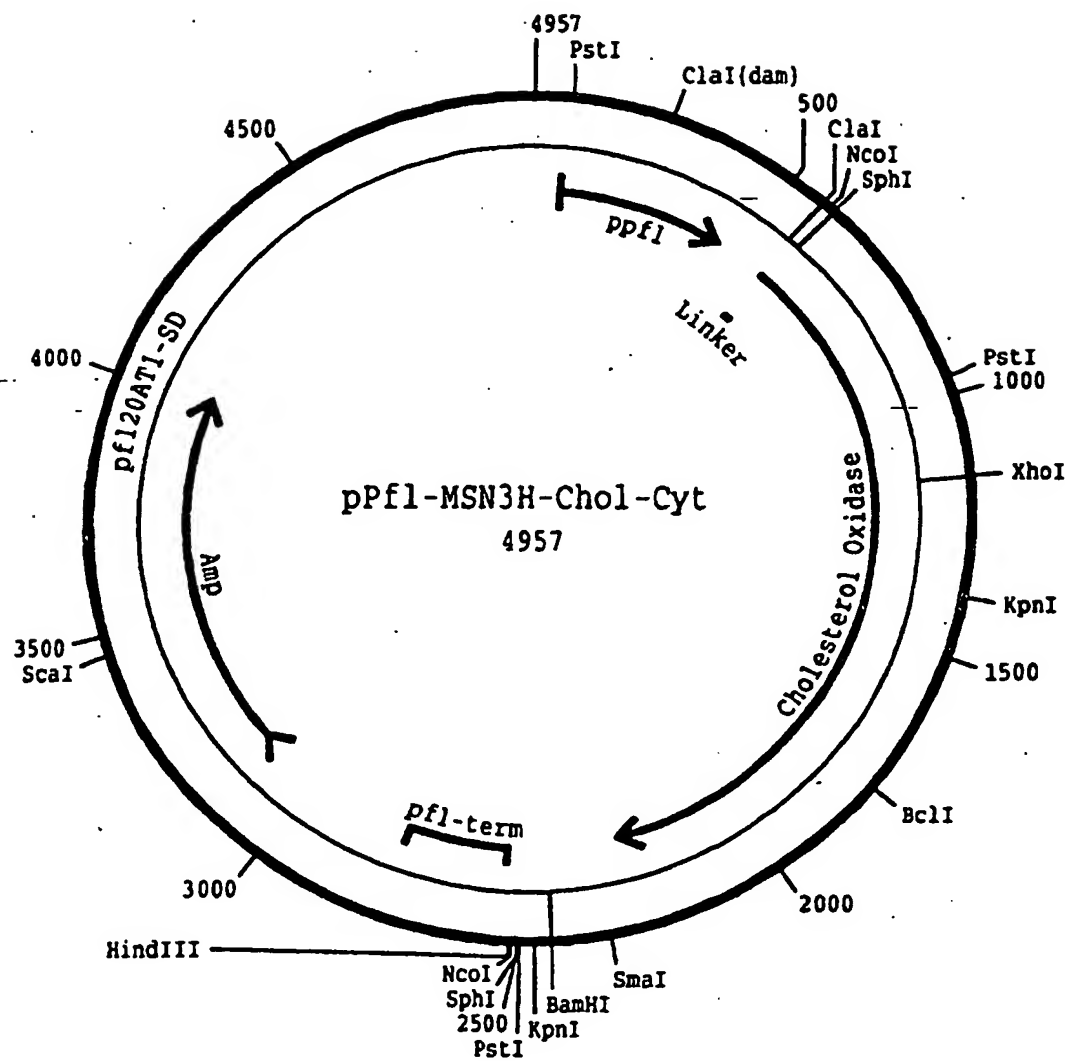 4957
PstI
ClaI(dam)
500
ClaI
NcoI
SphI
4500
ppfl
Linker
PstI
1000
4000
pfl20AT1-SD
XhoI
pPfl-MSN3H-Chol-Cyt
4957
Cholesterol Oxidase
Amp
KpnI
3500
ScaI
1500
BclI
pfl-term
3000
2000
HindIII
NcoI
SphI
2500
PstI
KpnI
BamHI
SmaI